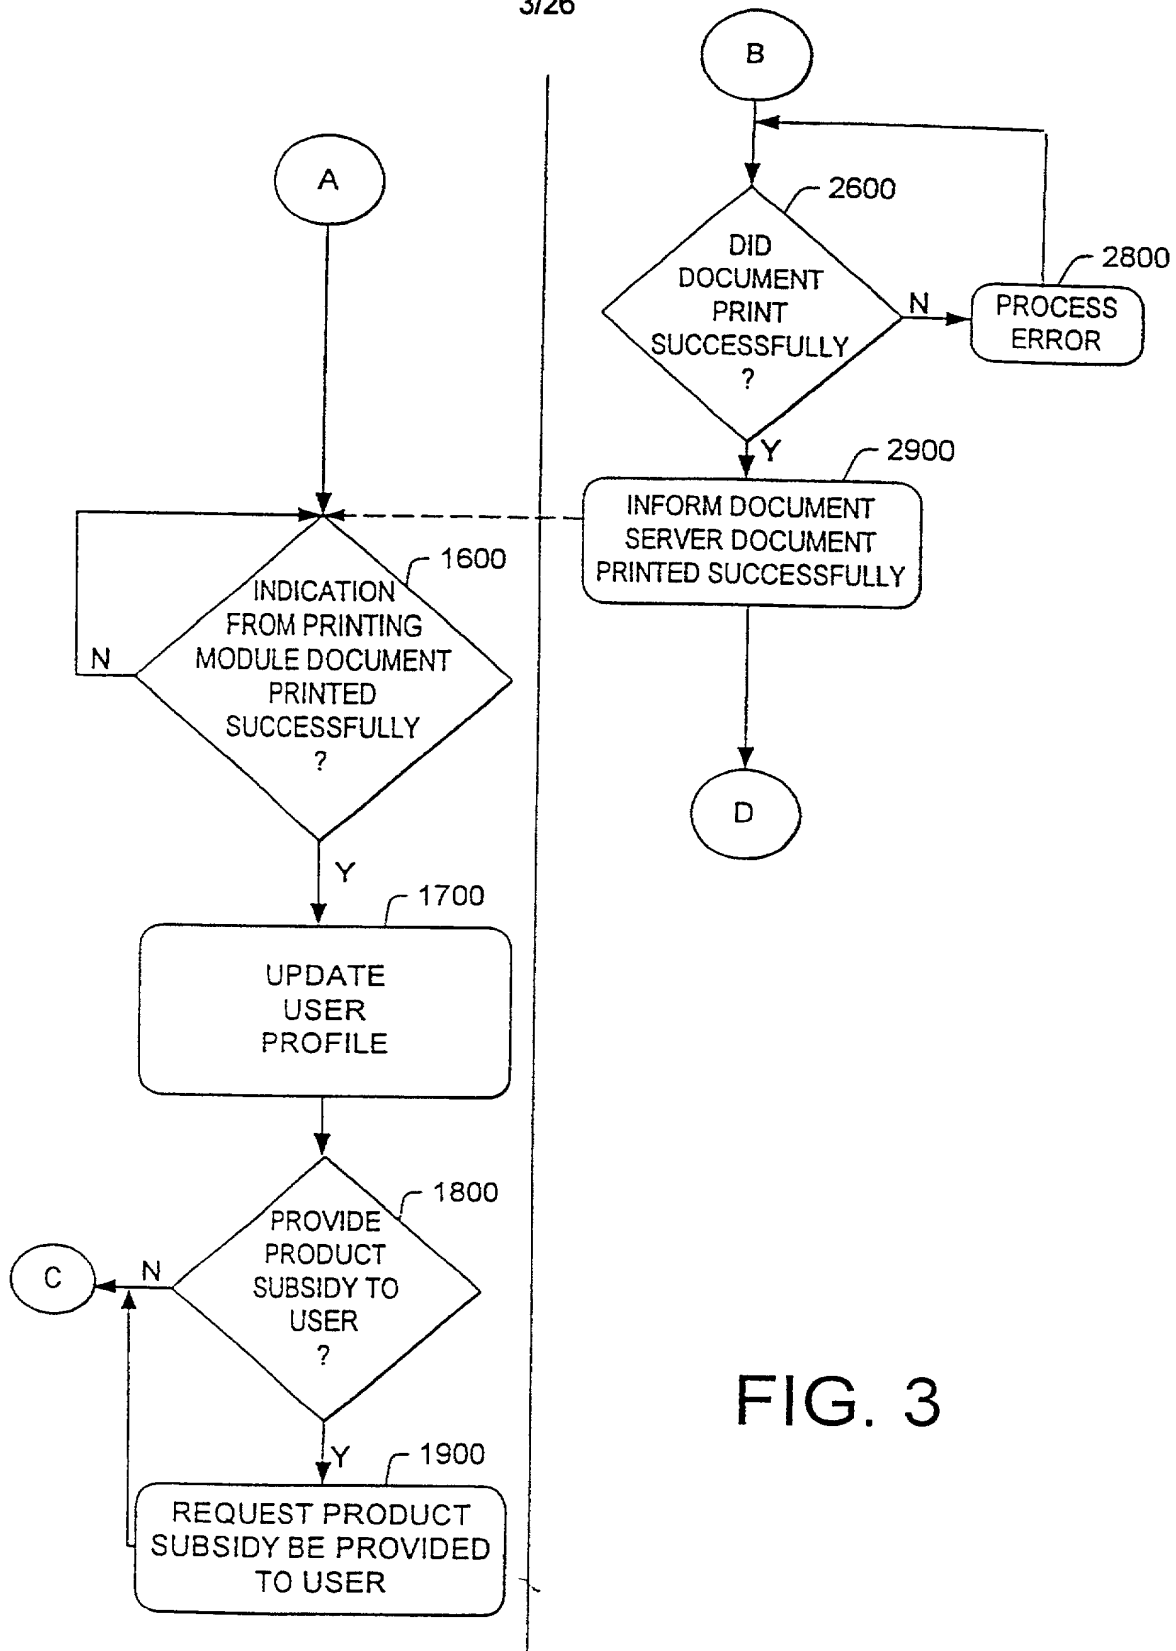 3/26
B
A
2600
DID
DOCUMENT
PRINT
SUCCESSFULLY
?
N
2800
PROCESS
ERROR
Y
2900
INFORM DOCUMENT
SERVER DOCUMENT
PRINTED SUCCESSFULLY
D
1600
INDICATION
FROM PRINTING
MODULE DOCUMENT
PRINTED
SUCCESSFULLY
?
N
Y
1700
UPDATE
USER
PROFILE
1800
PROVIDE
PRODUCT
SUBSIDY TO
USER
?
N
C
Y
1900
REQUEST PRODUCT
SUBSIDY BE PROVIDED
TO USER
FIG. 3